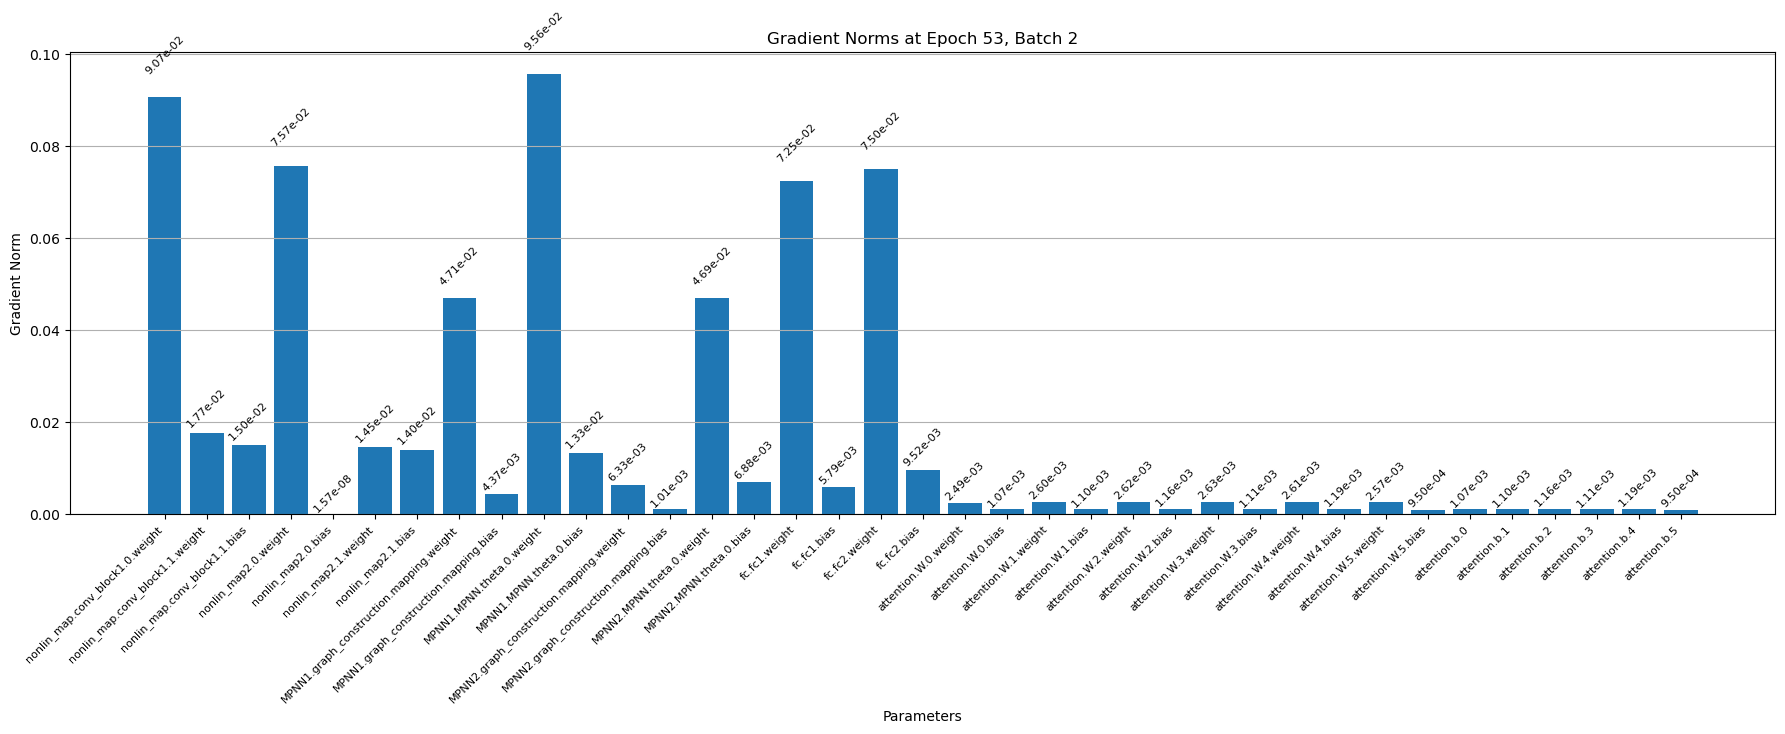 Gradient Norms at Epoch 53, Batch 2
Gradient Norm
0.10
0.08
0.06
0.04
0.02
0.00
9.07e-02
1.77e-02
1.50e-02
7.57e-02
1.57e-08
1.45e-02
1.40e-02
4.71e-02
4.37e-03
9.56e-02
1.33e-02
6.33e-03
1.01e-03
4.69e-02
6.88e-03
7.25e-02
5.79e-03
7.50e-02
9.52e-03
2.49e-03
1.07e-03
2.60e-03
1.10e-03
2.62e-03
1.16e-03
2.63e-03
1.11e-03
2.61e-03
1.19e-03
2.57e-03
9.50e-04
1.07e-03
1.10e-03
1.16e-03
1.11e-03
1.19e-03
9.50e-04
nonlin_map.conv_block1.0.weight
nonlin_map.conv_block1.1.weight
nonlin_map.conv_block1.1.bias
nonlin_map2.0.weight
nonlin_map2.0.bias
nonlin_map2.1.weight
nonlin_map2.1.bias
MPNN1.graph_construction.mapping.weight
MPNN1.graph_construction.mapping.bias
MPNN1.MPNN.theta.0.weight
MPNN1.MPNN.theta.0.bias
MPNN2.graph_construction.mapping.weight
MPNN2.graph_construction.mapping.bias
MPNN2.MPNN.theta.0.weight
MPNN2.MPNN.theta.0.bias
fc.fc1.weight
fc.fc1.bias
fc.fc2.weight
fc.fc2.bias
attention.W.0.weight
attention.W.0.bias
attention.W.1.weight
attention.W.1.bias
attention.W.2.weight
attention.W.2.bias
attention.W.3.weight
attention.W.3.bias
attention.W.4.weight
attention.W.4.bias
attention.W.5.weight
attention.W.5.bias
attention.b.0
attention.b.1
attention.b.2
attention.b.3
attention.b.4
attention.b.5
Parameters